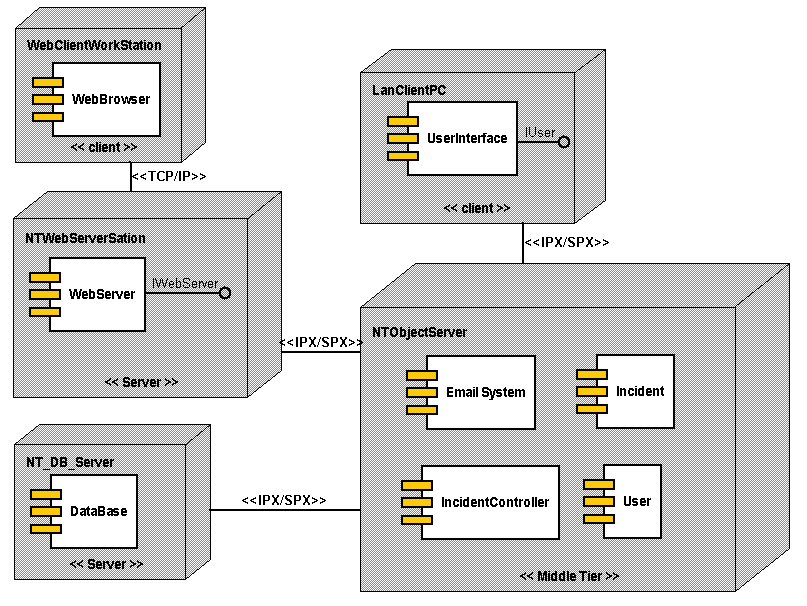 WebClientWorkStation
WebBrowser
<< client >>
<<TCP/IP>>
LanClientPC
UserInterface
IUser
<< client >>
<<IPX/SPX>>
NTWebServerSation
WebServer
IWebServer
<< Server >>
<<IPX/SPX>>
NTObjectServer
Email System
Incident
IncidentController
User
<< Middle Tier >>
NT_DB_Server
DataBase
<< Server >>
<<IPX/SPX>>